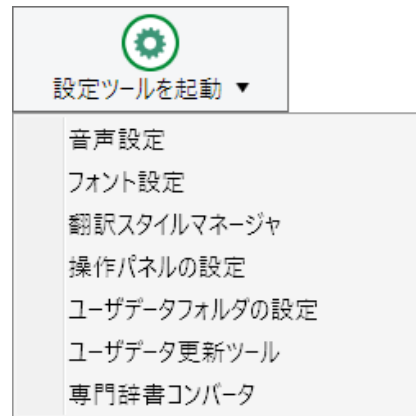 設定ツールを起動 ▼
音声設定
フォント設定
翻訳スタイルマネージャ
操作パネルの設定
ユーザデータフォルダの設定
ユーザデータ更新ツール
専門辞書コンバータ